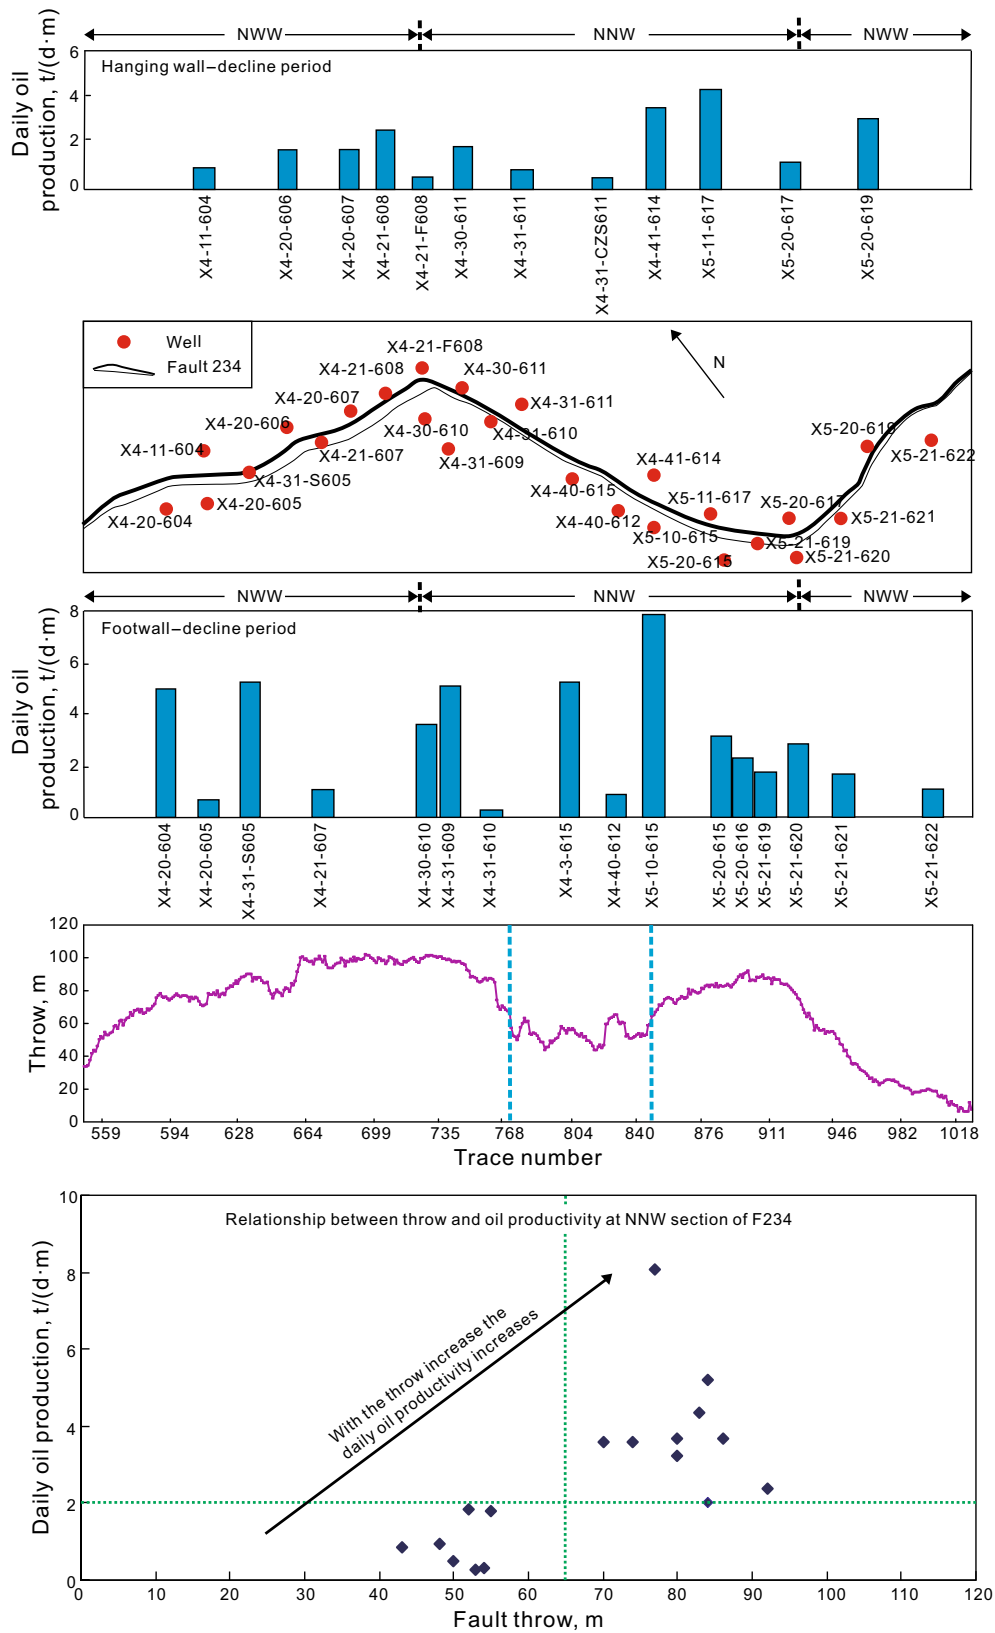 NWW NNW NWW
Daily oil
production, t/(d·m)
6
4
2
0
Hanging wall–decline period
X4-11-604
X4-20-606
X4-20-607
X4-21-608
X4-21-F608
X4-30-611
X4-31-611
X4-31-CZS611
X4-41-614
X5-11-617
X5-20-617
X5-20-619
Well
Fault 234
N
X4-21-F608
X4-21-608
X4-30-611
X4-20-607
X4-31-611
X4-20-606
X4-30-610
X4-31-610
X4-11-604
X4-21-607
X4-31-609
X5-20-619
X5-21-622
X4-31-S605
X4-41-614
X4-40-615
X4-20-605
X5-11-617
X5-20-617
X4-20-604
X4-40-612
X5-21-621
X5-10-615
X5-21-619
X5-20-615
X5-21-620
NWW NNW NWW
Daily oil
production, t/(d·m)
8
6
4
2
0
Footwall–decline period
X4-20-604
X4-20-605
X4-31-S605
X4-21-607
X4-30-610
X4-31-609
X4-31-610
X4-3-615
X4-40-612
X5-10-615
X5-20-615
X5-20-616
X5-21-619
X5-21-620
X5-21-621
X5-21-622
Throw, m
120
100
80
60
40
20
0
559 594 628 664 699 735 768 804 840 876 911 946 982 1018
Trace number
Daily oil production, t/(d·m)
10
8
6
4
2
0
Relationship between throw and oil productivity at NNW section of F234
With the throw increase the
daily oil productivity increases
0 10 20 30 40 50 60 70 80 90 100 110 120
Fault throw, m